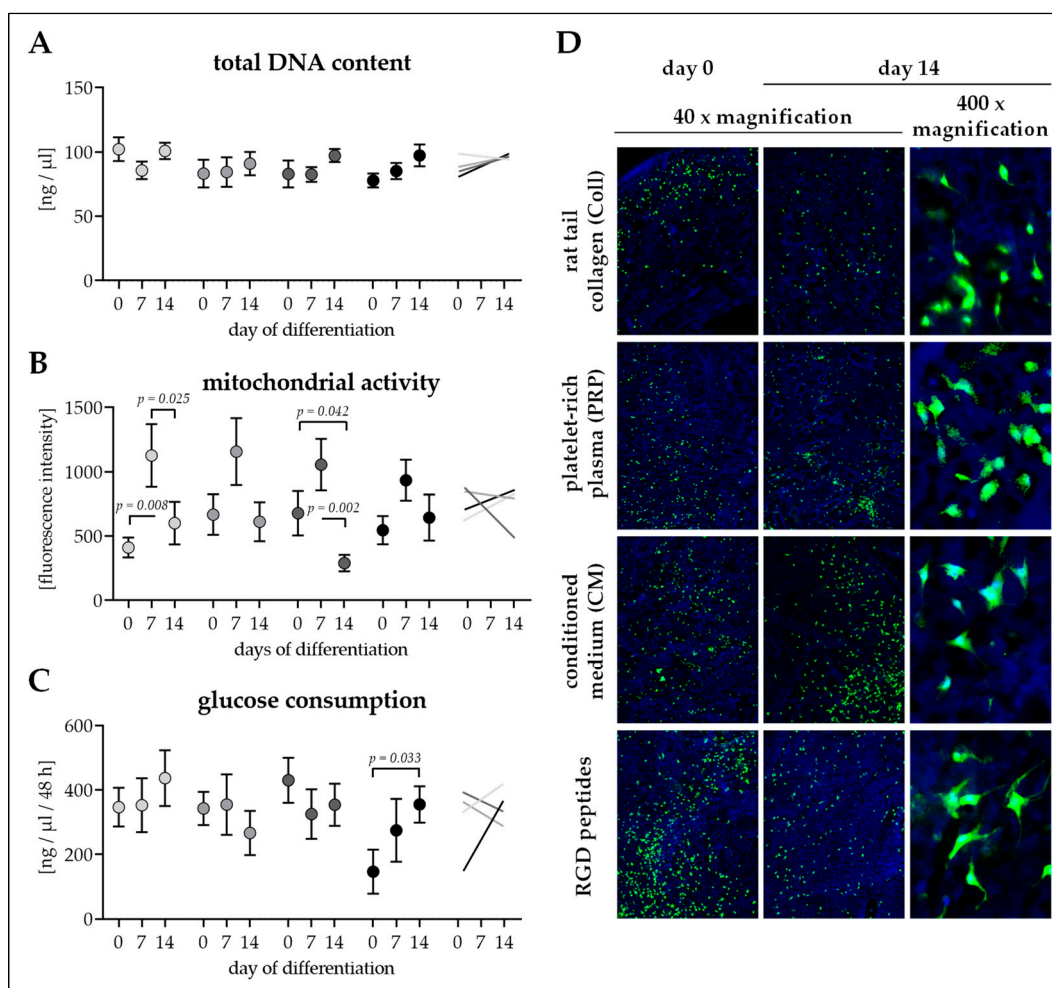 A
total DNA content
150
100
50
0
[ng / µl]
0 7 14 0 7 14 0 7 14 0 7 14 0 7 14
day of differentiation
B
mitochondrial activity
1500
1000
500
0
[fluorescence intensity]
p = 0.025
p = 0.008
p = 0.042
p = 0.002
0 7 14 0 7 14 0 7 14 0 7 14 0 7 14
days of differentiation
C
glucose consumption
600
400
200
0
[ng / µl / 48 h]
p = 0.033
0 7 14 0 7 14 0 7 14 0 7 14 0 7 14
day of differentiation
D
day 0
day 14
40 x magnification
400 x
magnification
rat tail
collagen (Coll)
platelet-rich
plasma (PRP)
conditioned
medium (CM)
RGD peptides